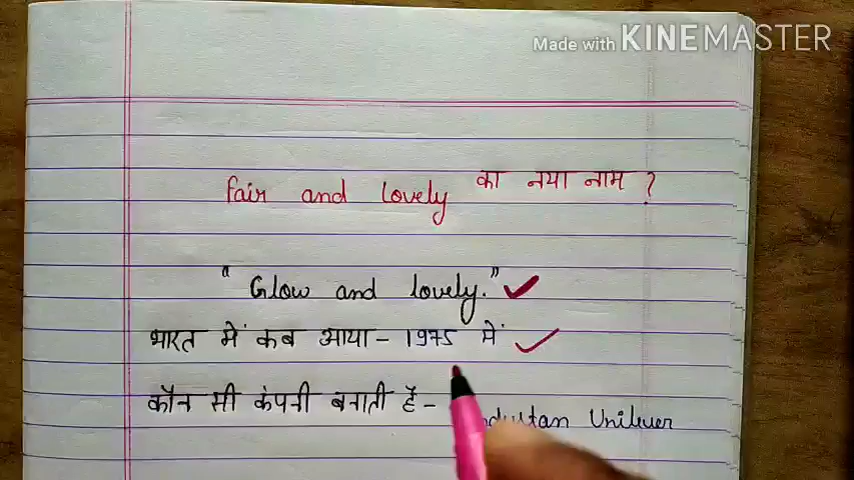 Made with KINEMASTER
fair and lovely का नया नाम ?
" Glow and lovely."
भारत में कब आया - 1975 में
कौन सी कंपनी बनाती है - Unilever